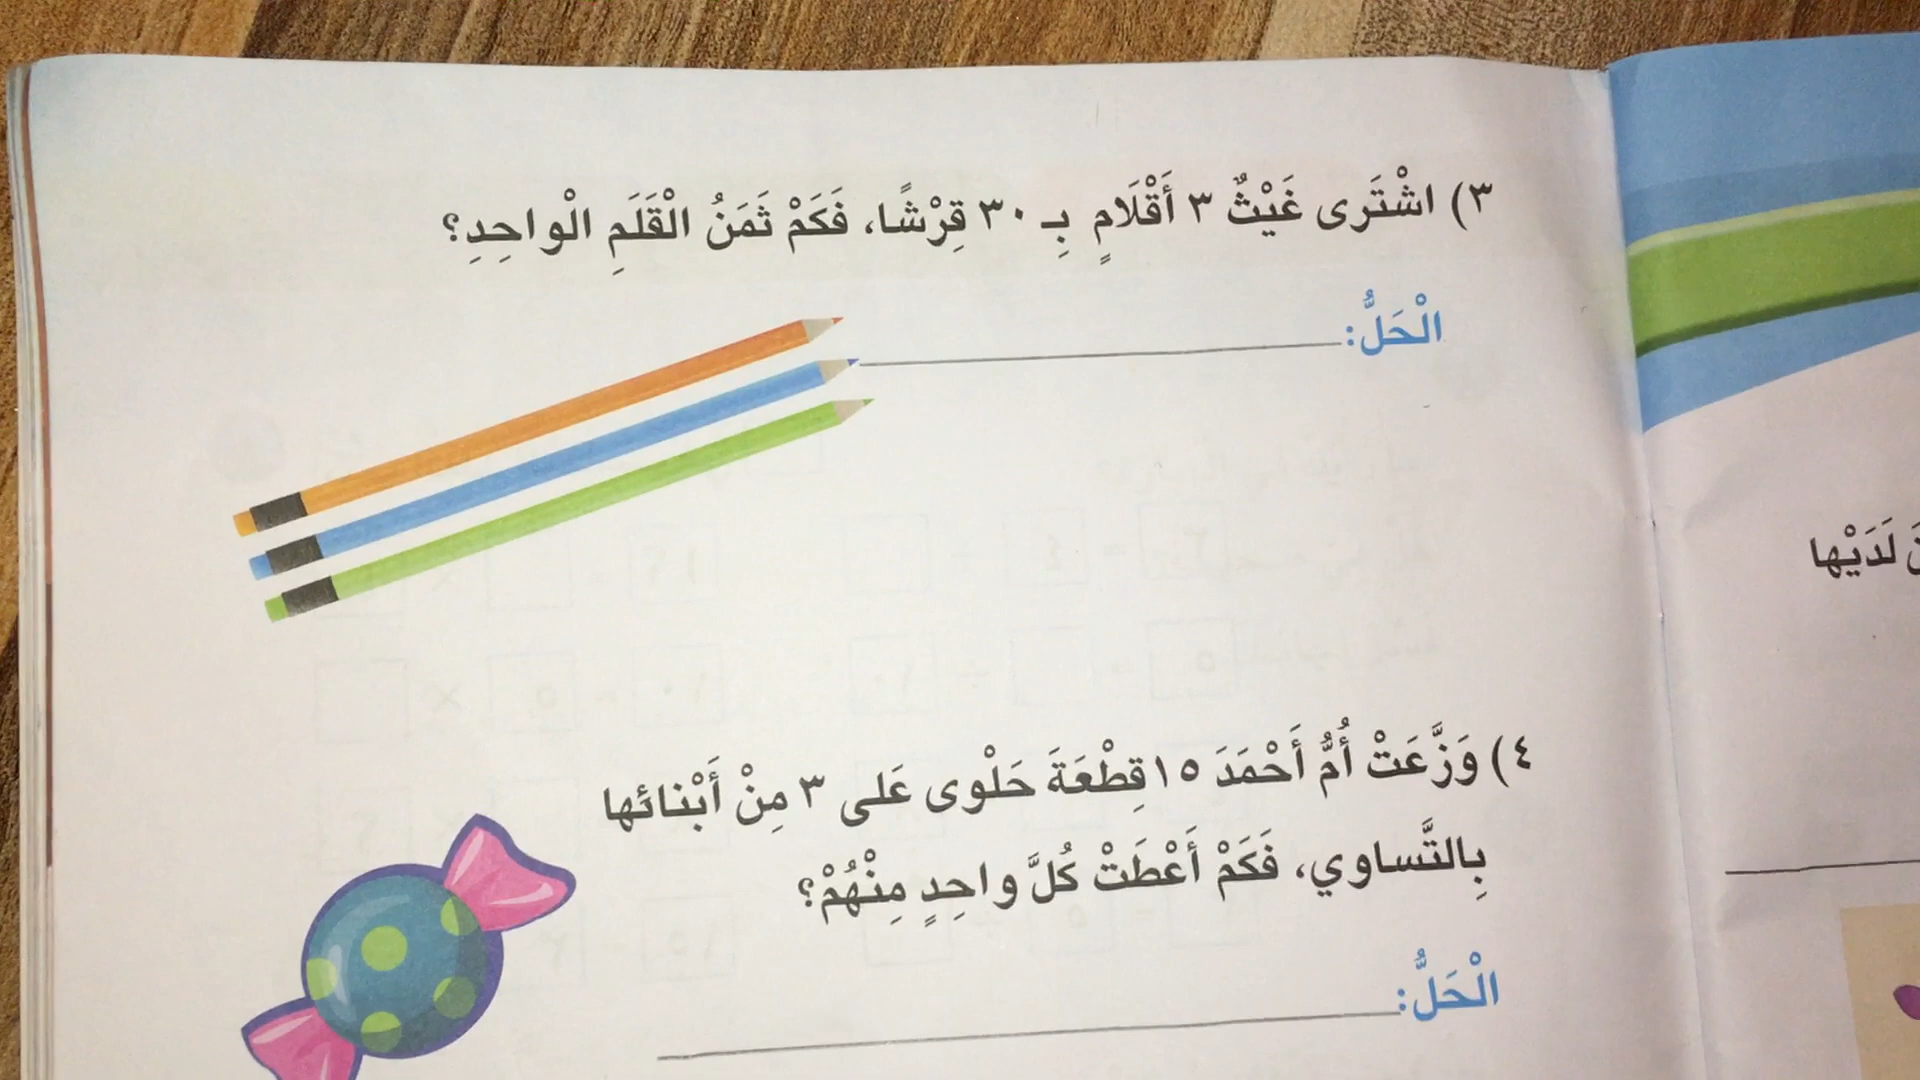 ٣) اشْتَرى غَيْثٌ ٣ أَقْلَامٍ بِـ ٣٠ قِرْشًا، فَكَمْ ثَمَنُ الْقَلَمِ الْواحِدِ؟
الْحَلُّ:
٤) وَزَّعَتْ أُمُّ أَحْمَدَ ١٥ قِطْعَةَ حَلْوى عَلى ٣ مِنْ أَبْنائَها
بِالتَّساوي، فَكَمْ أَعْطَتْ كُلَّ واحِدٍ مِنْهُمْ؟
الْحَلُّ:
لَدَيْها